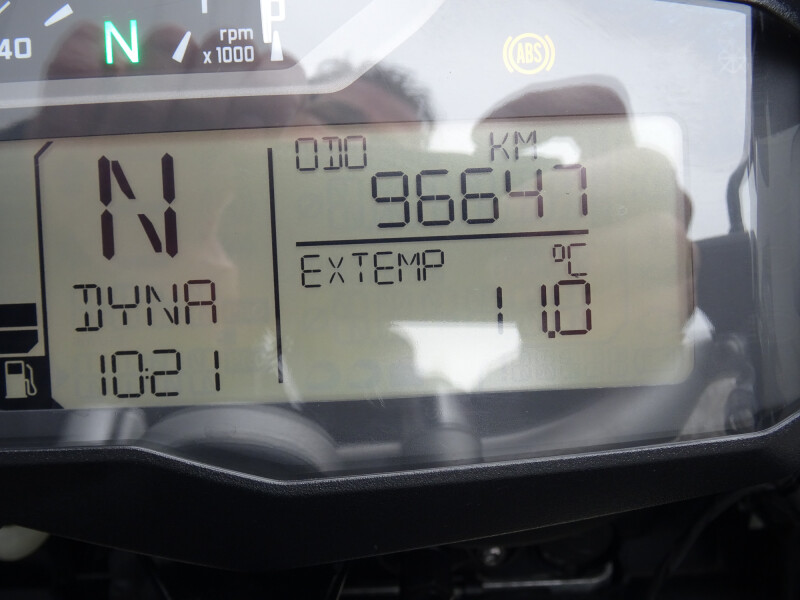 40
N
rpm
x1000
P
ABS
N
ODO KM
96647
DYNA
EXTEMP °C
11.0
10:21